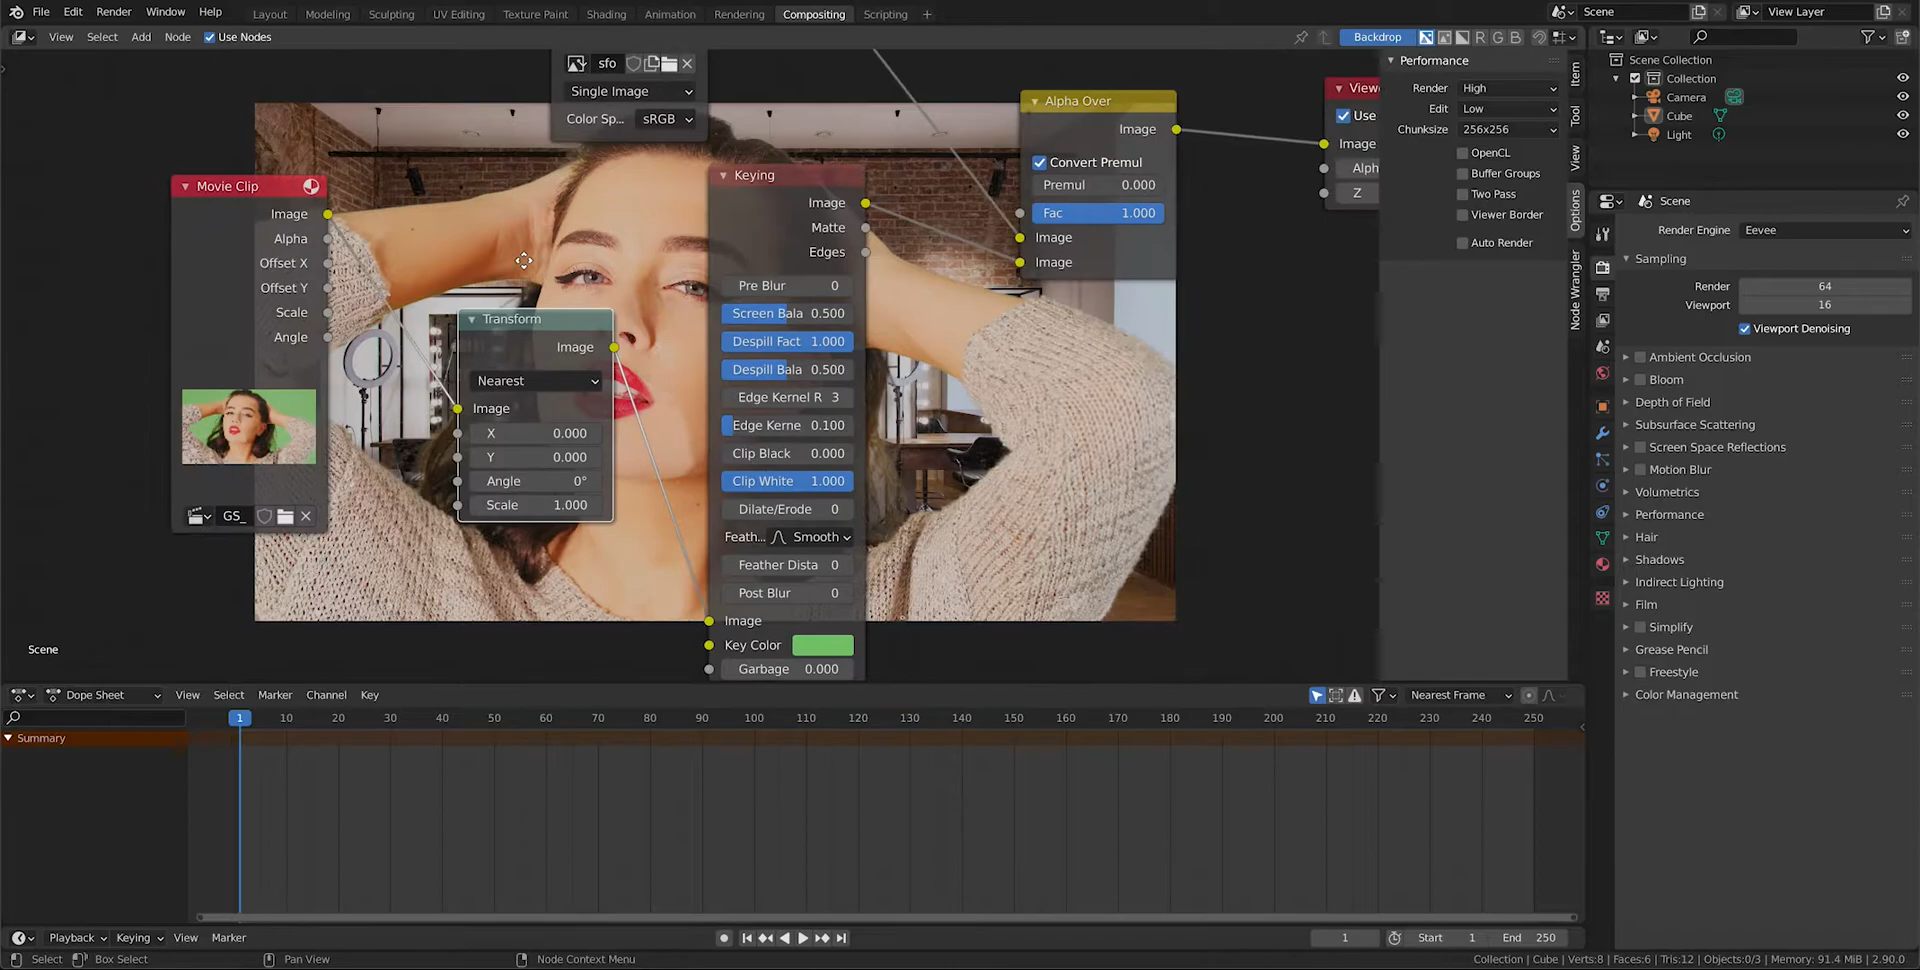 File Edit Render Window Help Layout Modeling Sculpting UV Editing Texture Paint Shading Animation Rendering Compositing Scripting + Scene View Layer
View Select Add Node Use Nodes Backdrop R G B
sfo
Single Image
Color Sp... sRGB
Movie Clip
Image
Alpha
Offset X
Offset Y
Scale
Angle
GS_
Transform
Image
Nearest
Image
X 0.000
Y 0.000
Angle 0°
Scale 1.000
Keying
Image
Matte
Edges
Pre Blur 0
Screen Bala 0.500
Despill Fact 1.000
Despill Bala 0.500
Edge Kernel R 3
Edge Kerne 0.100
Clip Black 0.000
Clip White 1.000
Dilate/Erode 0
Feath... Smooth
Feather Dista 0
Post Blur 0
Image
Key Color
Garbage 0.000
Alpha Over
Image
Convert Premul
Premul 0.000
Fac 1.000
Image
Image
View
Use
Image
Alph
Z
Performance
Render High
Edit Low
Chunksize 256x256
OpenCL
Buffer Groups
Two Pass
Viewer Border
Auto Render
Item
Tool
View
Options
Node Wrangler
Scene Collection
Collection
Camera
Cube
Light
Scene
Render Engine Eevee
Sampling
Render 64
Viewport 16
Viewport Denoising
Ambient Occlusion
Bloom
Depth of Field
Subsurface Scattering
Screen Space Reflections
Motion Blur
Volumetrics
Performance
Hair
Shadows
Indirect Lighting
Film
Simplify
Grease Pencil
Freestyle
Color Management
Scene
Dope Sheet View Select Marker Channel Key Nearest Frame
1 10 20 30 40 50 60 70 80 90 100 110 120 130 140 150 160 170 180 190 200 210 220 230 240 250
Summary
Playback Keying View Marker 1 Start 1 End 250
Select Box Select Pan View Node Context Menu Collection | Cube | Verts:8 | Faces:6 | Tris:12 | Objects:0/3 | Memory: 91.4 MiB | 2.90.0